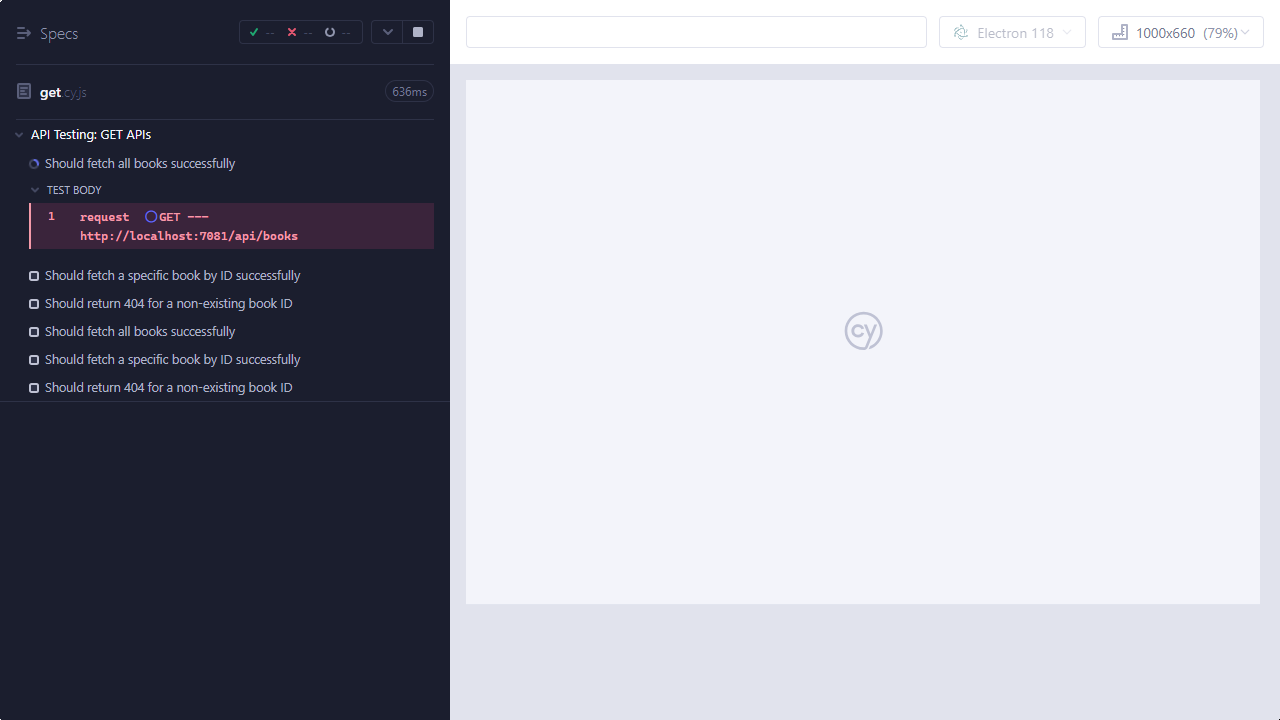 Specs
-- -- --
get.cy.js
636ms
API Testing: GET APIs
Should fetch all books successfully
TEST BODY
1 request GET ---
http://localhost:7081/api/books
Should fetch a specific book by ID successfully
Should return 404 for a non-existing book ID
Should fetch all books successfully
Should fetch a specific book by ID successfully
Should return 404 for a non-existing book ID
Electron 118
1000x660 (79%)
cy